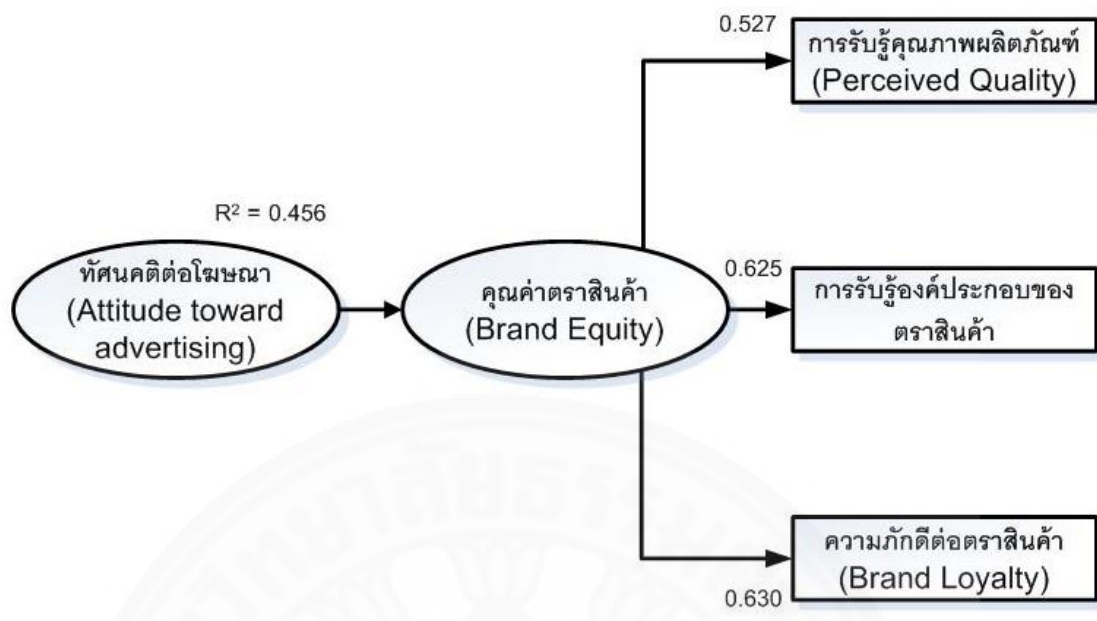 0.527
การรับรู้คุณภาพผลิตภัณฑ์
(Perceived Quality)
R² = 0.456
ทัศนคติต่อโฆษณา
(Attitude toward
advertising)
คุณค่าตราสินค้า
(Brand Equity)
0.625
การรับรู้องค์ประกอบของ
ตราสินค้า
ความภักดีต่อตราสินค้า
(Brand Loyalty)
0.630